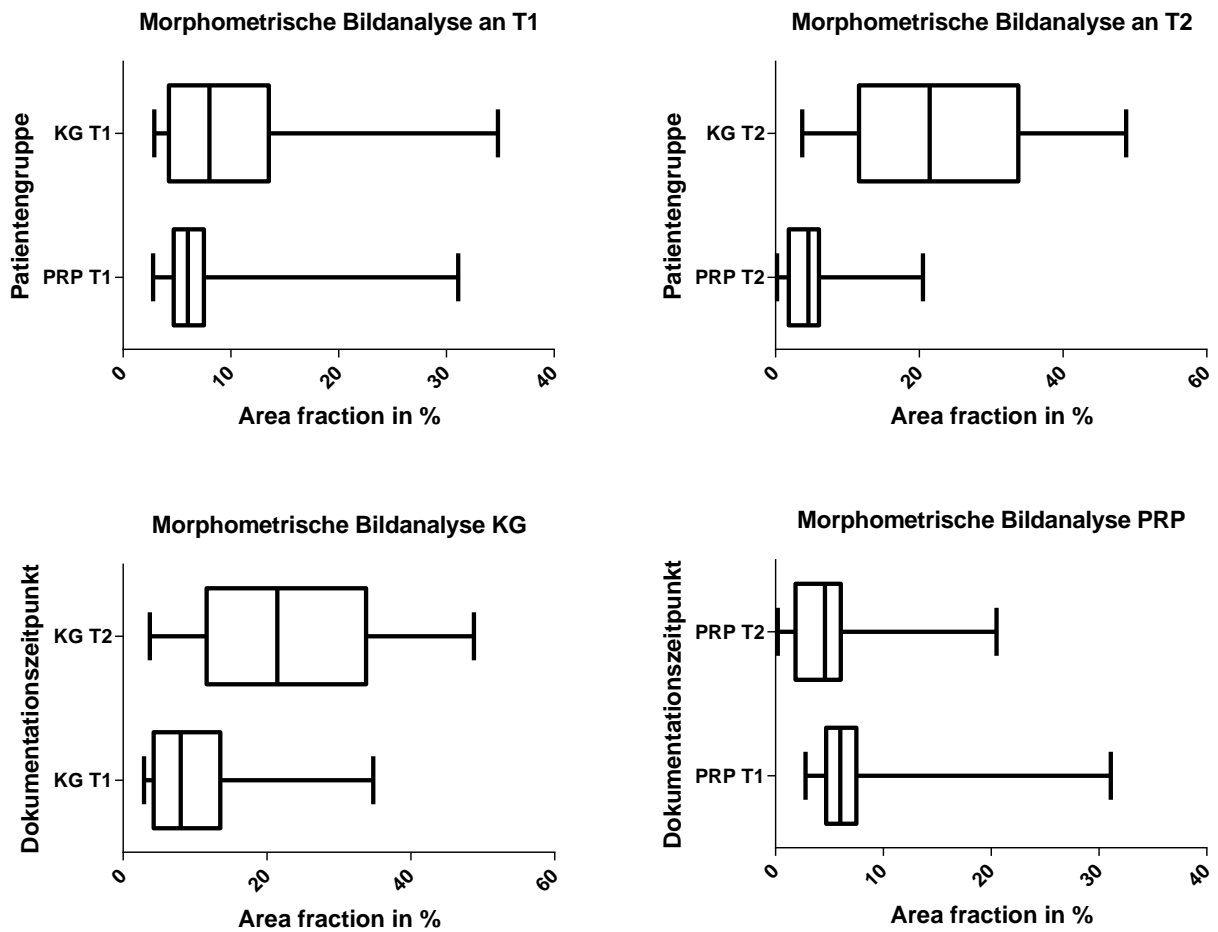 Morphometrische Bildanalyse an T1
Patientengruppe
KG T1
PRP T1
0 10 20 30 40
Area fraction in %
Morphometrische Bildanalyse an T2
Patientengruppe
KG T2
PRP T2
0 20 40 60
Area fraction in %
Morphometrische Bildanalyse KG
Dokumentationszeitpunkt
KG T2
KG T1
0 20 40 60
Area fraction in %
Morphometrische Bildanalyse PRP
Dokumentationszeitpunkt
PRP T2
PRP T1
0 10 20 30 40
Area fraction in %